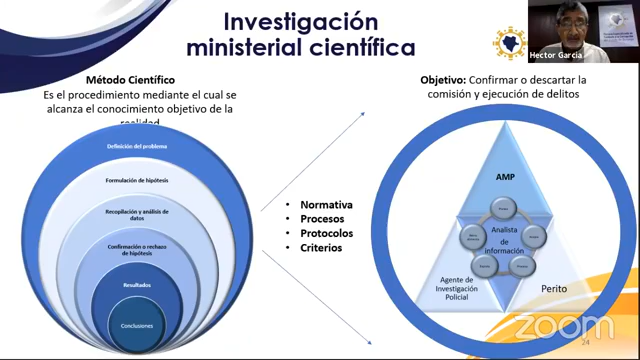 Investigación
ministerial científica
Hector Garcia
Método Científico
Es el procedimiento mediante el cual se
alcanza el conocimiento objetivo de la
realidad
Definición del problema
Formulación de hipótesis
Recopilación y análisis de
datos
Confirmación o rechazo
de hipótesis
Resultados
Conclusiones
• Normativa
• Procesos
• Protocolos
• Criterios
Objetivo: Confirmar o descartar la
comisión y ejecución de delitos
AMP
Analista
de
Información
Agente de
Investigación
Policial
Perito
zoom
24